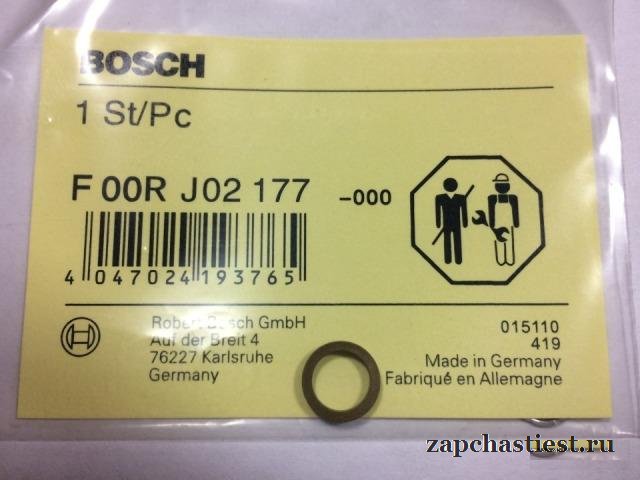 BOSCH
1 St/Pc
F 00R J02 177 -000
4 047024 193765
Robert Bosch GmbH
Auf der Breit 4
76227 Karlsruhe
Germany
015110
419
Made in Germany
Fabriqué en Allemagne
zapchastiest.ru